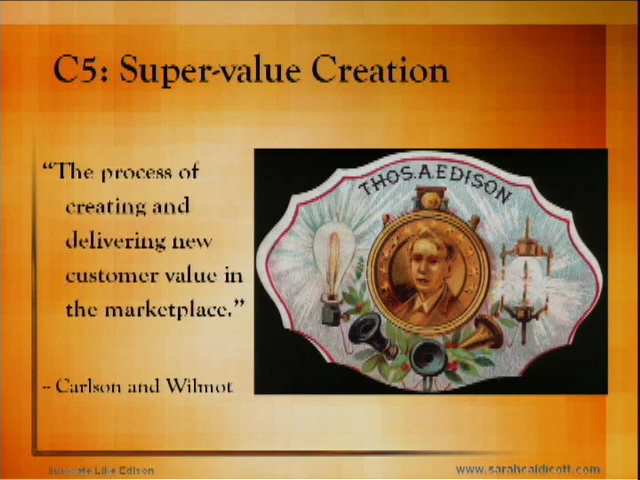 C5: Super-value Creation
“The process of
creating and
delivering new
customer value in
the marketplace.”
-- Carlson and Wilmot
THOS.A.EDISON
Innovate Like Edison
www.sarahcaldicott.com